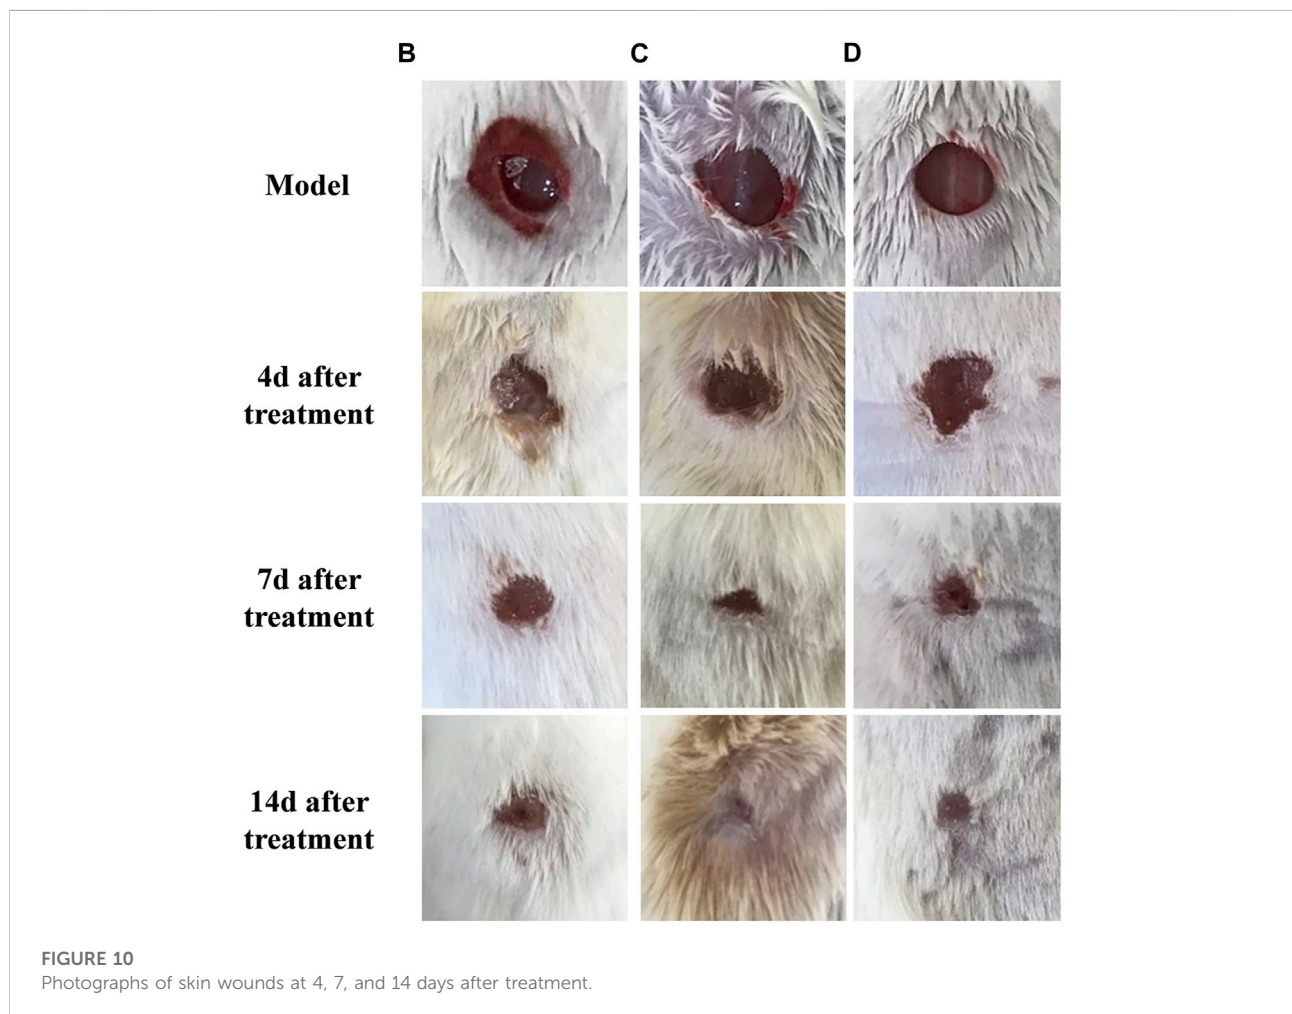 B
C
D
Model
4d after
treatment
7d after
treatment
14d after
treatment
FIGURE 10
Photographs of skin wounds at 4, 7, and 14 days after treatment.